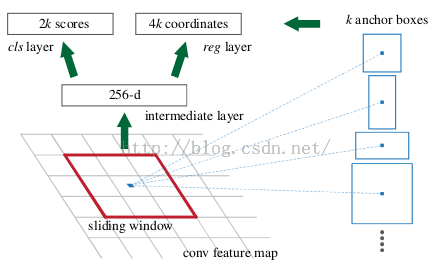 2k scores
4k coordinates
k anchor boxes
cls layer
reg layer
256-d
intermediate layer
http://blog.csdn.net/
sliding window
conv feature map